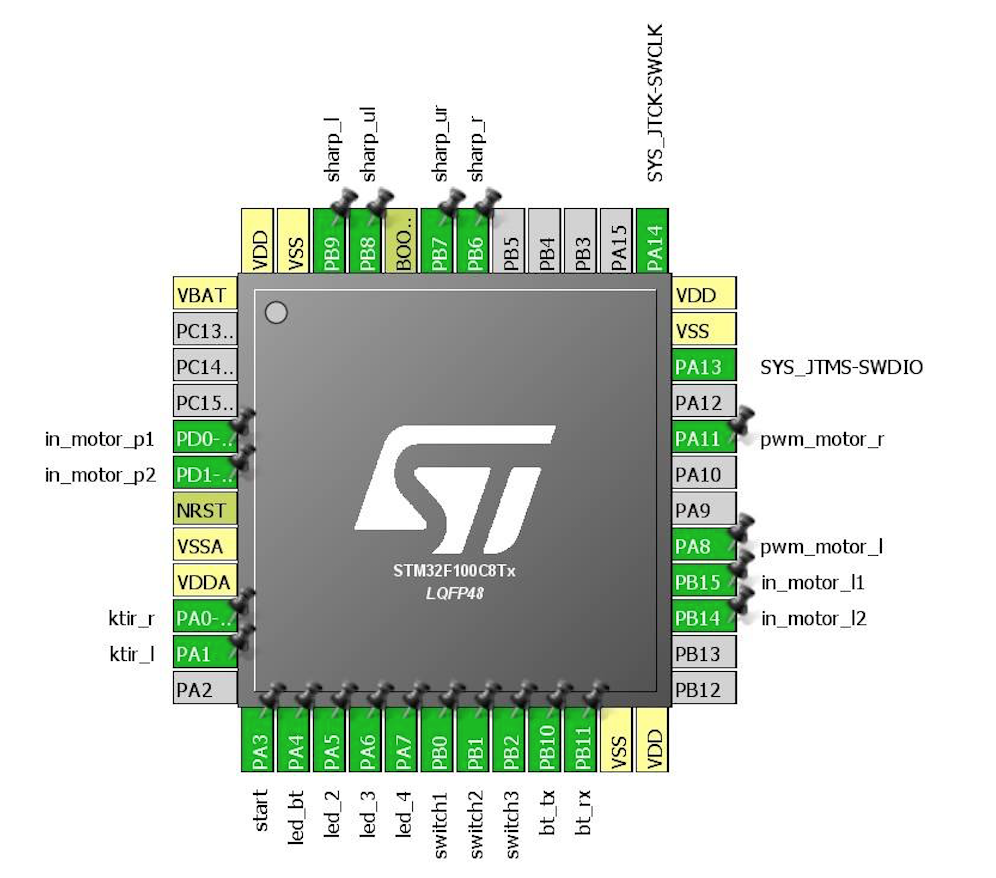 SYS_JTCK-SWCLK
sharp_l
sharp_ul
sharp_ur
sharp_r
VDD
VSS
PB9
PB8
BOO..
PB7
PB6
PB5
PB4
PB3
PA15
PA14
VBAT
PC13..
PC14..
PC15..
in_motor_p1 PD0-..
in_motor_p2 PD1-..
NRST
VSSA
VDDA
ktir_r PA0-..
ktir_l PA1
PA2
ST
STM32F100C8Tx
LQFP48
VDD
VSS
PA13 SYS_JTMS-SWDIO
PA12
PA11 pwm_motor_r
PA10
PA9
PA8 pwm_motor_l
PB15 in_motor_l1
PB14 in_motor_l2
PB13
PB12
PA3
PA4
PA5
PA6
PA7
PB0
PB1
PB2
PB10
PB11
VSS
VDD
start
led_bt
led_2
led_3
led_4
switch1
switch2
switch3
bt_tx
bt_rx